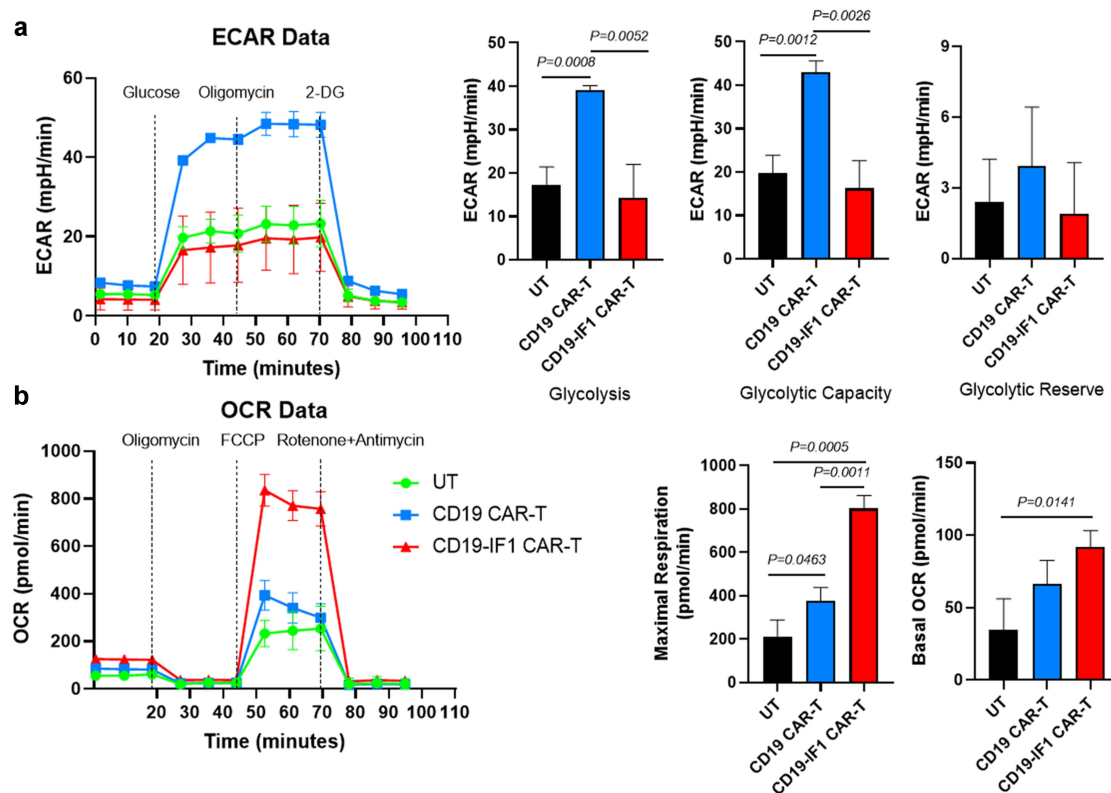 a
ECAR Data
Glucose Oligomycin 2-DG
ECAR (mpH/min)
60
40
20
0
0 10 20 30 40 50 60 70 80 90 100 110
Time (minutes)
P=0.0052
P=0.0008
ECAR (mpH/min)
50
40
30
20
10
0
UT
CD19 CAR-T
CD19-IF1 CAR-T
Glycolysis
P=0.0026
P=0.0012
ECAR (mpH/min)
50
40
30
20
10
0
UT
CD19 CAR-T
CD19-IF1 CAR-T
Glycolytic Capacity
ECAR (mpH/min)
9
6
3
0
UT
CD19 CAR-T
CD19-IF1 CAR-T
Glycolytic Reserve
b
OCR Data
Oligomycin FCCP Rotenone+Antimycin
OCR (pmol/min)
1000
800
600
400
200
0
20 30 40 50 60 70 80 90 100 110
Time (minutes)
UT
CD19 CAR-T
CD19-IF1 CAR-T
P=0.0005
P=0.0011
P=0.0463
Maximal Respiration
(pmol/min)
1000
800
600
400
200
0
UT
CD19 CAR-T
CD19-IF1 CAR-T
P=0.0141
Basal OCR (pmol/min)
150
100
50
0
UT
CD19 CAR-T
CD19-IF1 CAR-T